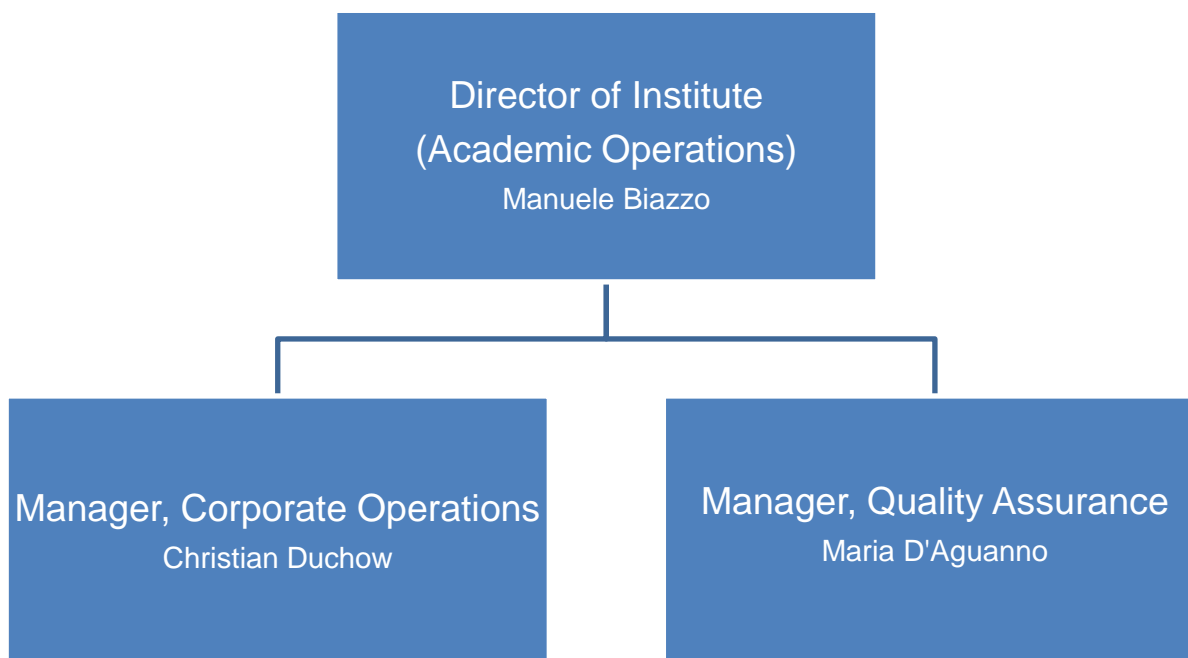 Director of Institute
(Academic Operations)
Manuele Biazzo
Manager, Corporate Operations
Christian Duchow
Manager, Quality Assurance
Maria D'Aguanno